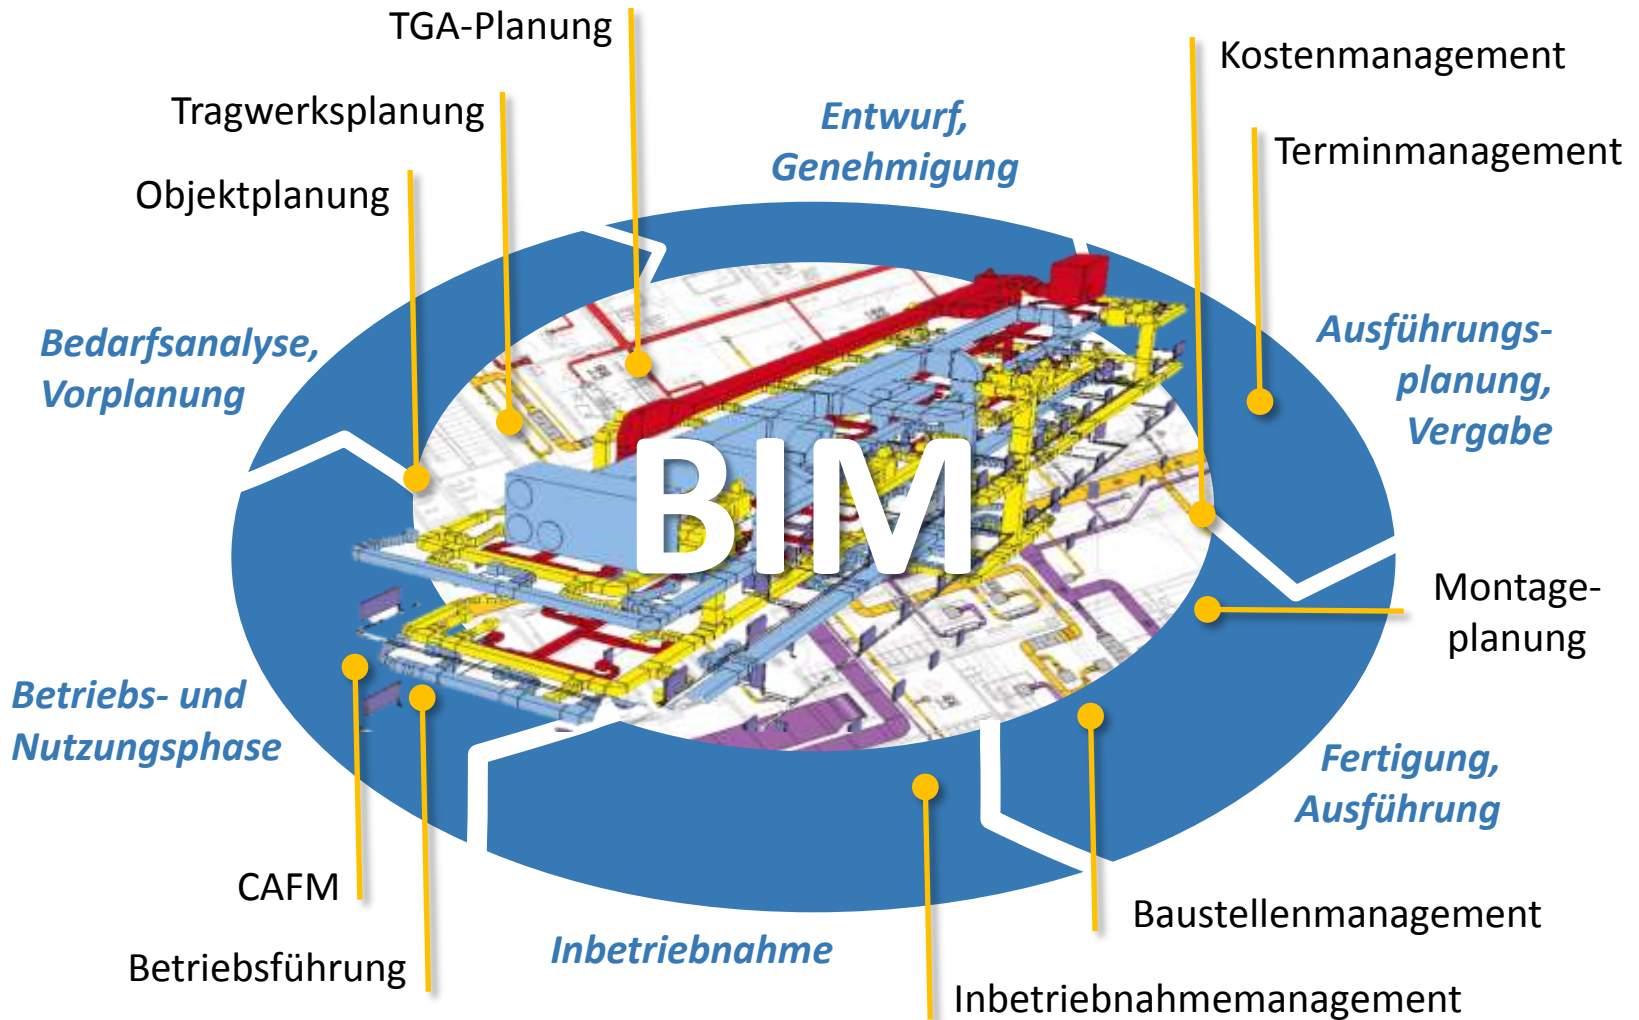 TGA-Planung
Kostenmanagement
Tragwerksplanung
Entwurf,
Genehmigung
Terminmanagement
Objektplanung
Bedarfsanalyse,
Vorplanung
Ausführungs-
planung,
Vergabe
BIM
Montage-
planung
Betriebs- und
Nutzungsphase
Fertigung,
Ausführung
CAFM
Baustellenmanagement
Inbetriebnahme
Betriebsführung
Inbetriebnahmemanagement